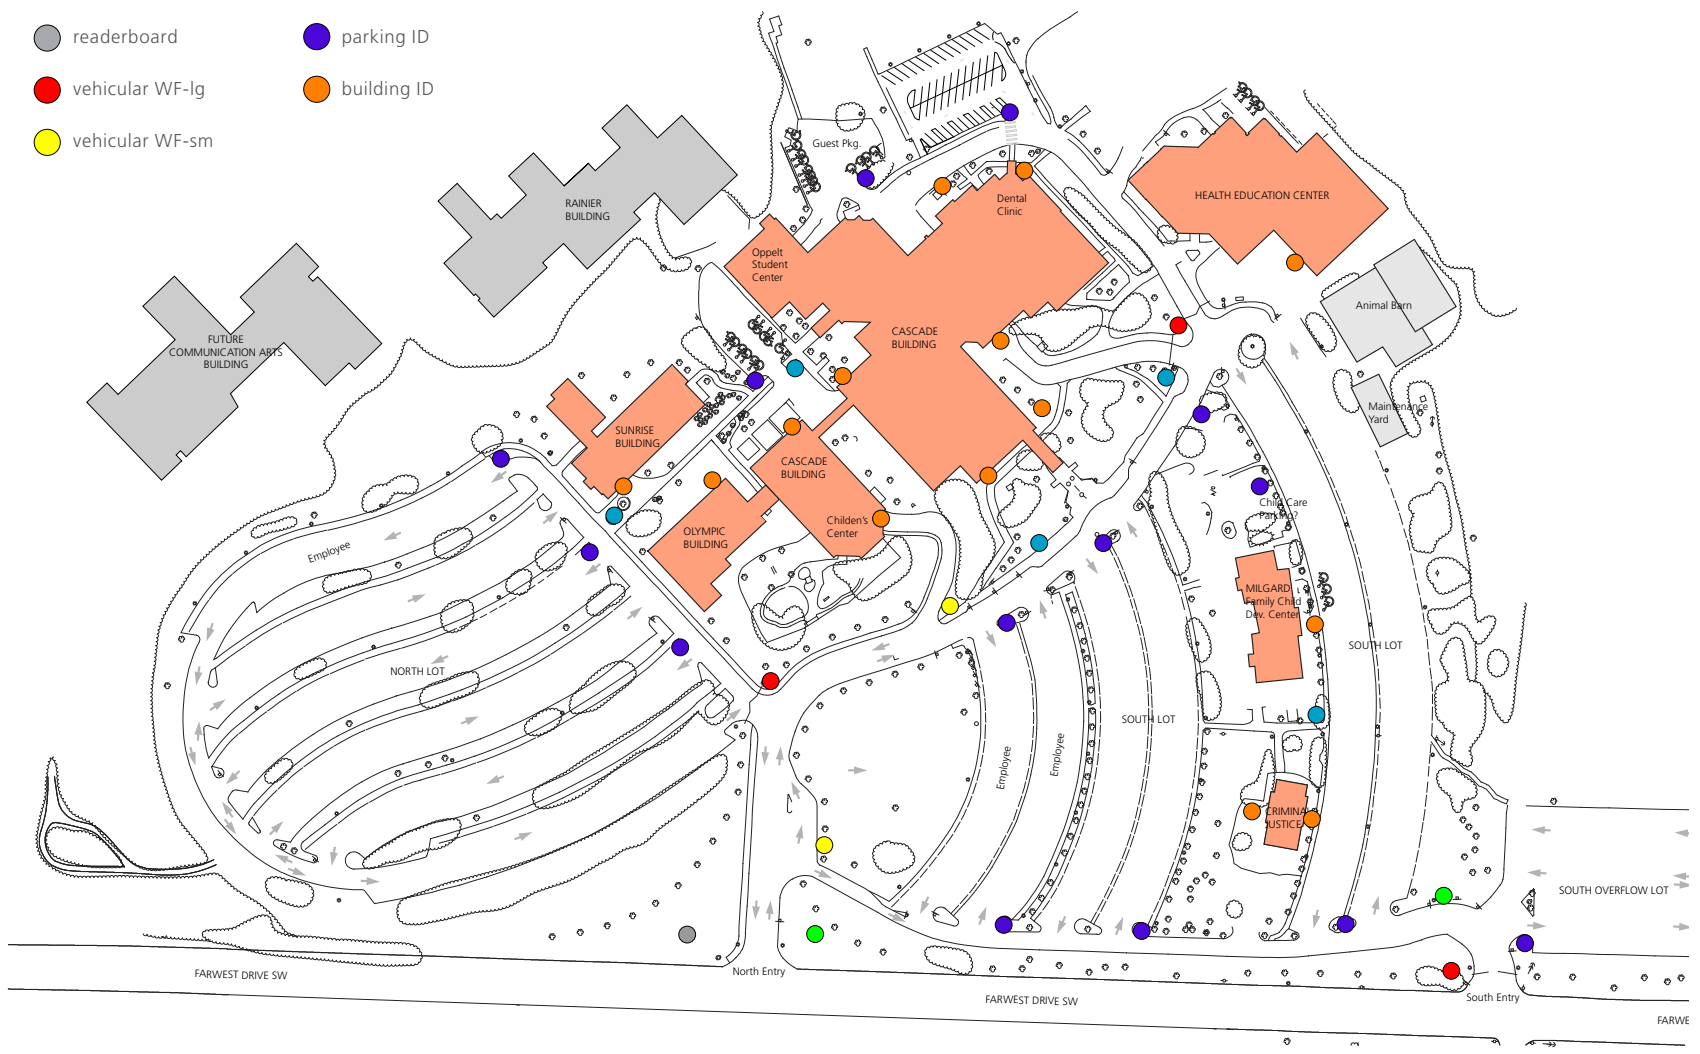 readerboard
parking ID
vehicular WF-lg
building ID
vehicular WF-sm
Guest Pkg.
RAINIER
BUILDING
Dental
Clinic
HEALTH EDUCATION CENTER
Oppelt
Student
Center
Animal Barn
FUTURE
COMMUNICATION ARTS
BUILDING
CASCADE
BUILDING
Maintenance
Yard
SUNRISE
BUILDING
CASCADE
BUILDING
Child Care
Parking?
Childen's
Center
OLYMPIC
BUILDING
Employee
MILGARD
Family Child
Dev. Center
SOUTH LOT
NORTH LOT
SOUTH LOT
Employee
Employee
CRIMINAL
JUSTICE
SOUTH OVERFLOW LOT
North Entry
FARWEST DRIVE SW
FARWEST DRIVE SW
South Entry
FARWE